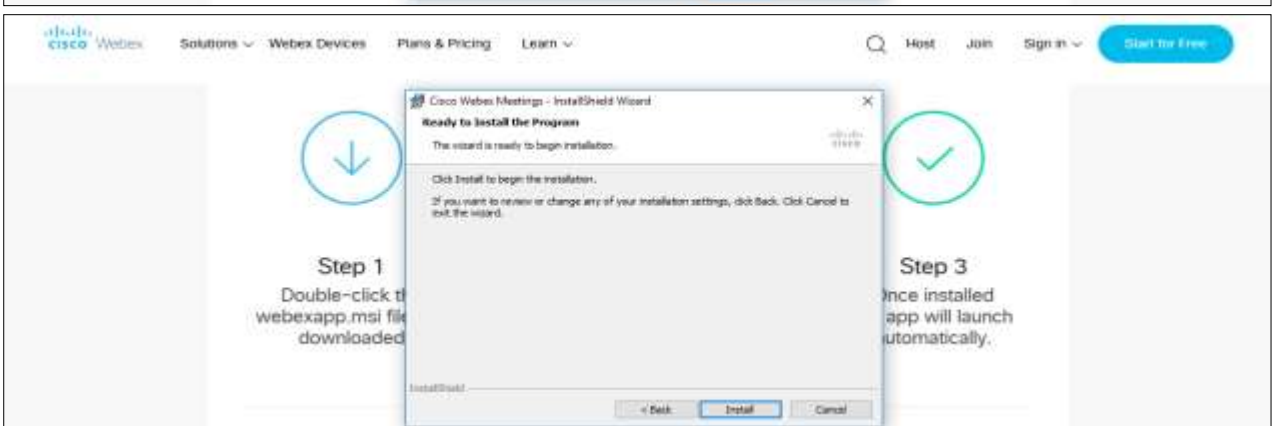 cisco Webex Solutions Webex Devices Plans & Pricing Learn Host Join Sign in Start for Free
Cisco Webex Meetings - InstallShield Wizard
Ready to Install the Program
The wizard is ready to begin installation.
cisco
Click Install to begin the installation.
If you want to review or change any of your installation settings, click Back. Click Cancel to
exit the wizard.
Step 1
Double-click th
webexapp.msi file
downloaded
Step 3
Once installed
app will launch
utomatically.
InstallShield
< Back Install Cancel